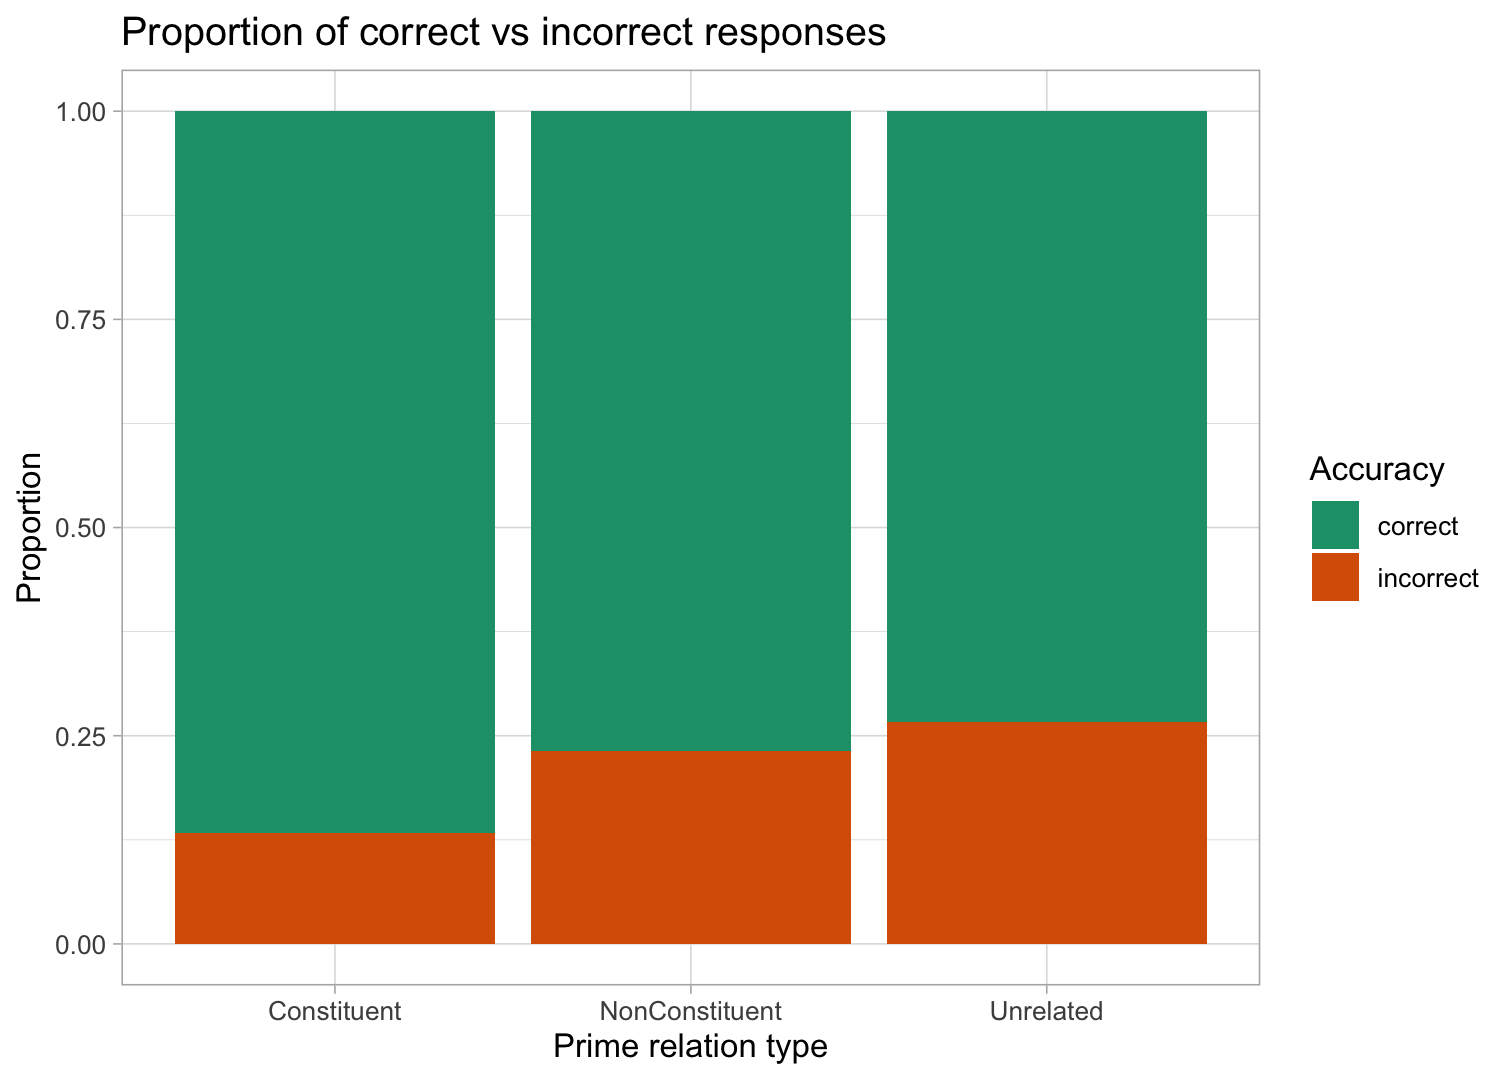 Proportion of correct vs incorrect responses
1.00
0.75
0.50
0.25
0.00
Proportion
Constituent NonConstituent Unrelated
Prime relation type
Accuracy
correct
incorrect